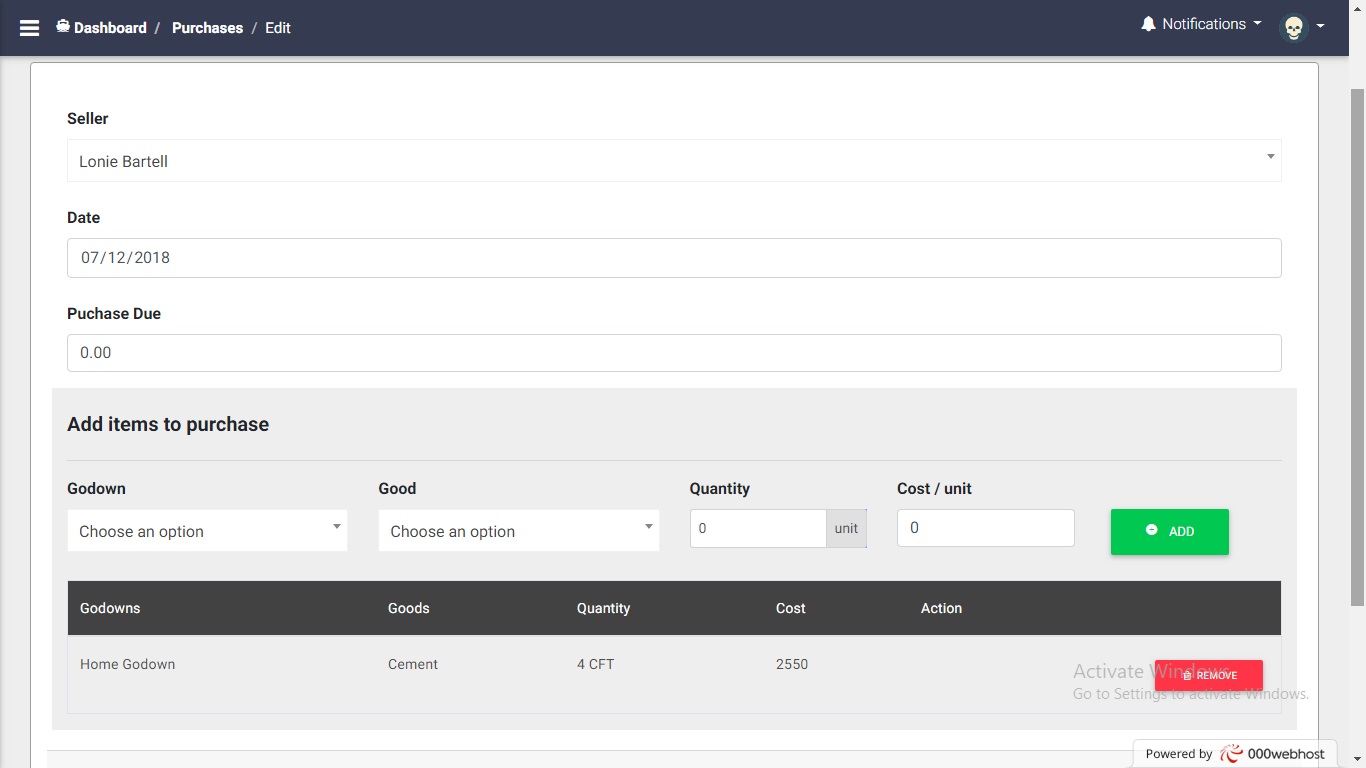 Dashboard / Purchases / Edit
Notifications
Seller
Lonie Bartell
Date
07/12/2018
Puchase Due
0.00
Add items to purchase
Godown Good Quantity Cost / unit
Choose an option Choose an option 0 unit 0 ADD
Godowns Goods Quantity Cost Action
Home Godown Cement 4 CFT 2550
REMOVE
Activate Windows
Go to Settings to activate Windows.
Powered by 000webhost